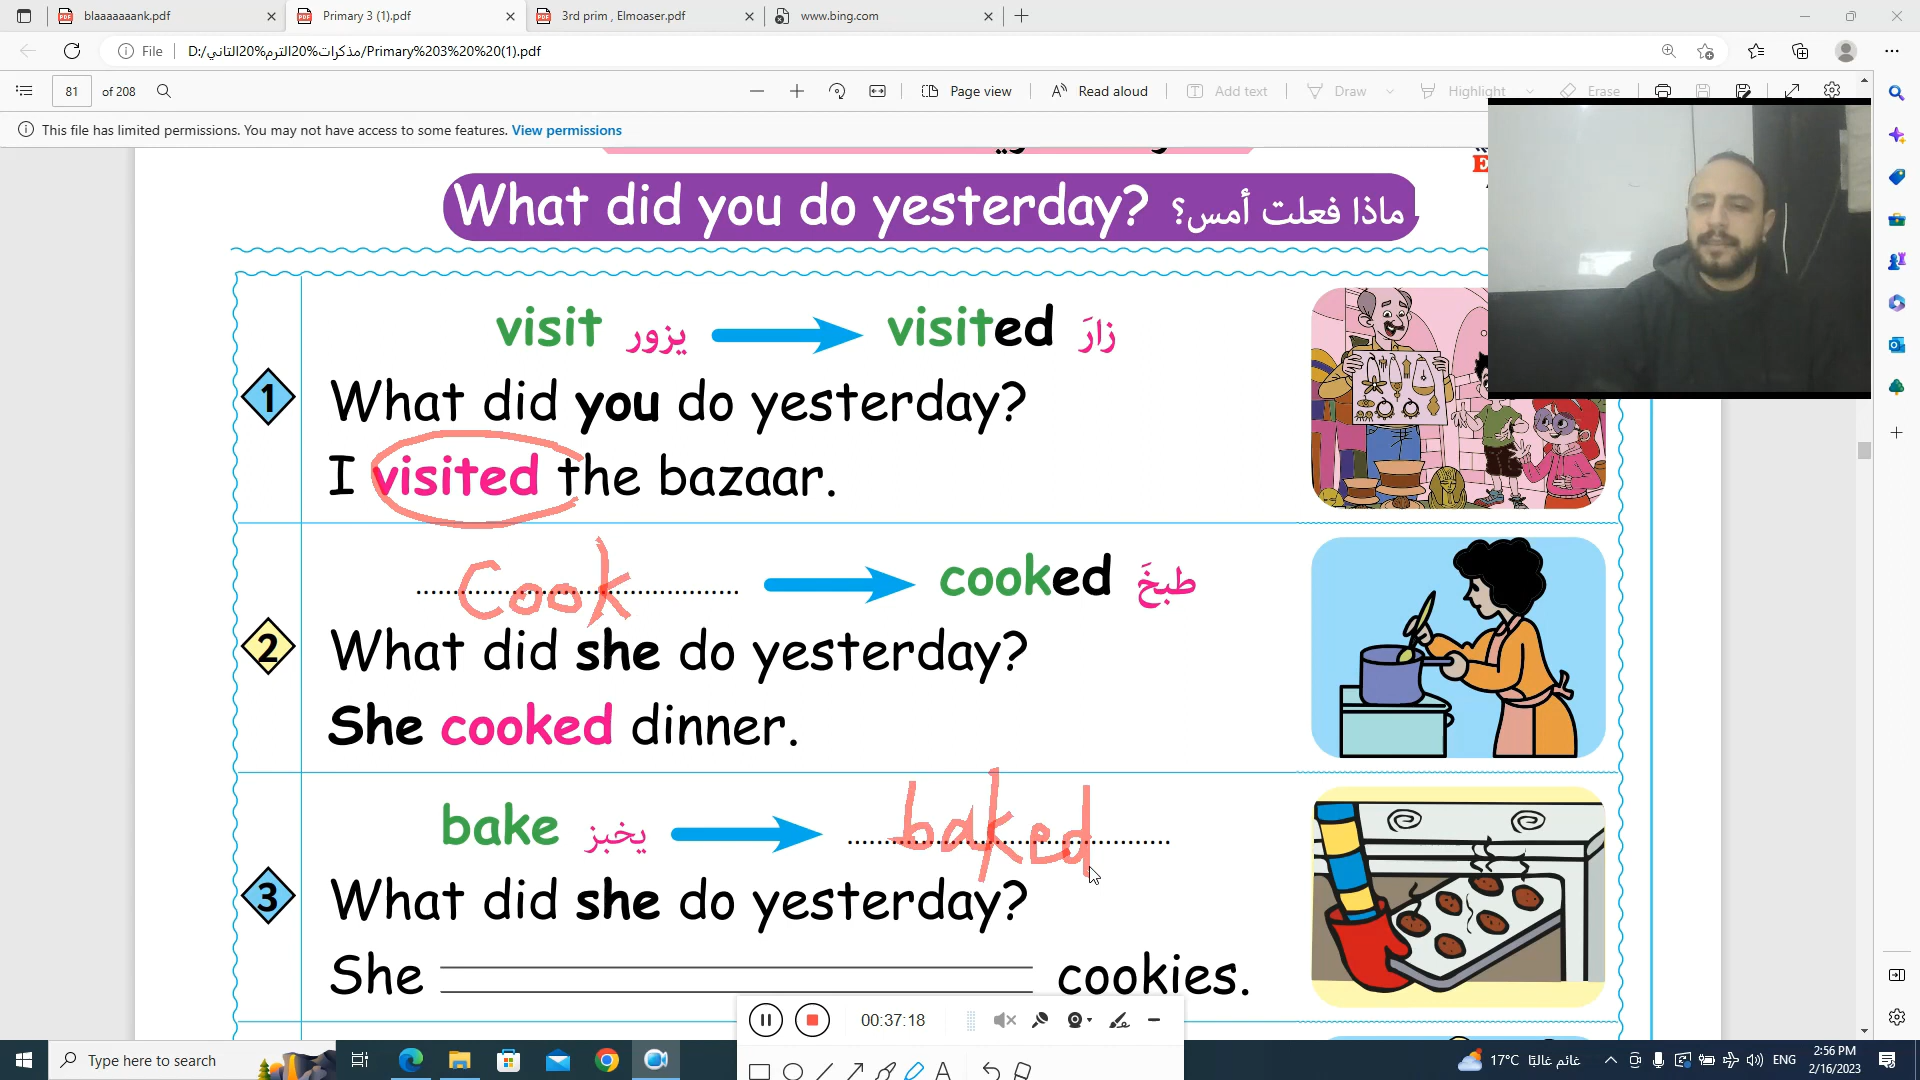 blaaaaaaank.pdf
Primary 3 (1).pdf
3rd prim , Elmoaser.pdf
www.bing.com
File
D:/مذكرات%20الترم%20الثاني/Primary%203%20%20(1).pdf
81 of 208
Page view
Read aloud
Add text
Draw
Highlight
Erase
This file has limited permissions. You may not have access to some features. View permissions
What did you do yesterday? ماذا فعلت أمس؟
visit يزور visited زارَ
1 What did you do yesterday?
I visited the bazaar.
Cook cooked طبخَ
2 What did she do yesterday?
She cooked dinner.
bake يخبز baked
3 What did she do yesterday?
She cookies.
00:37:18
Type here to search
17°C غائم غالبًا
ENG
2:56 PM
2/16/2023